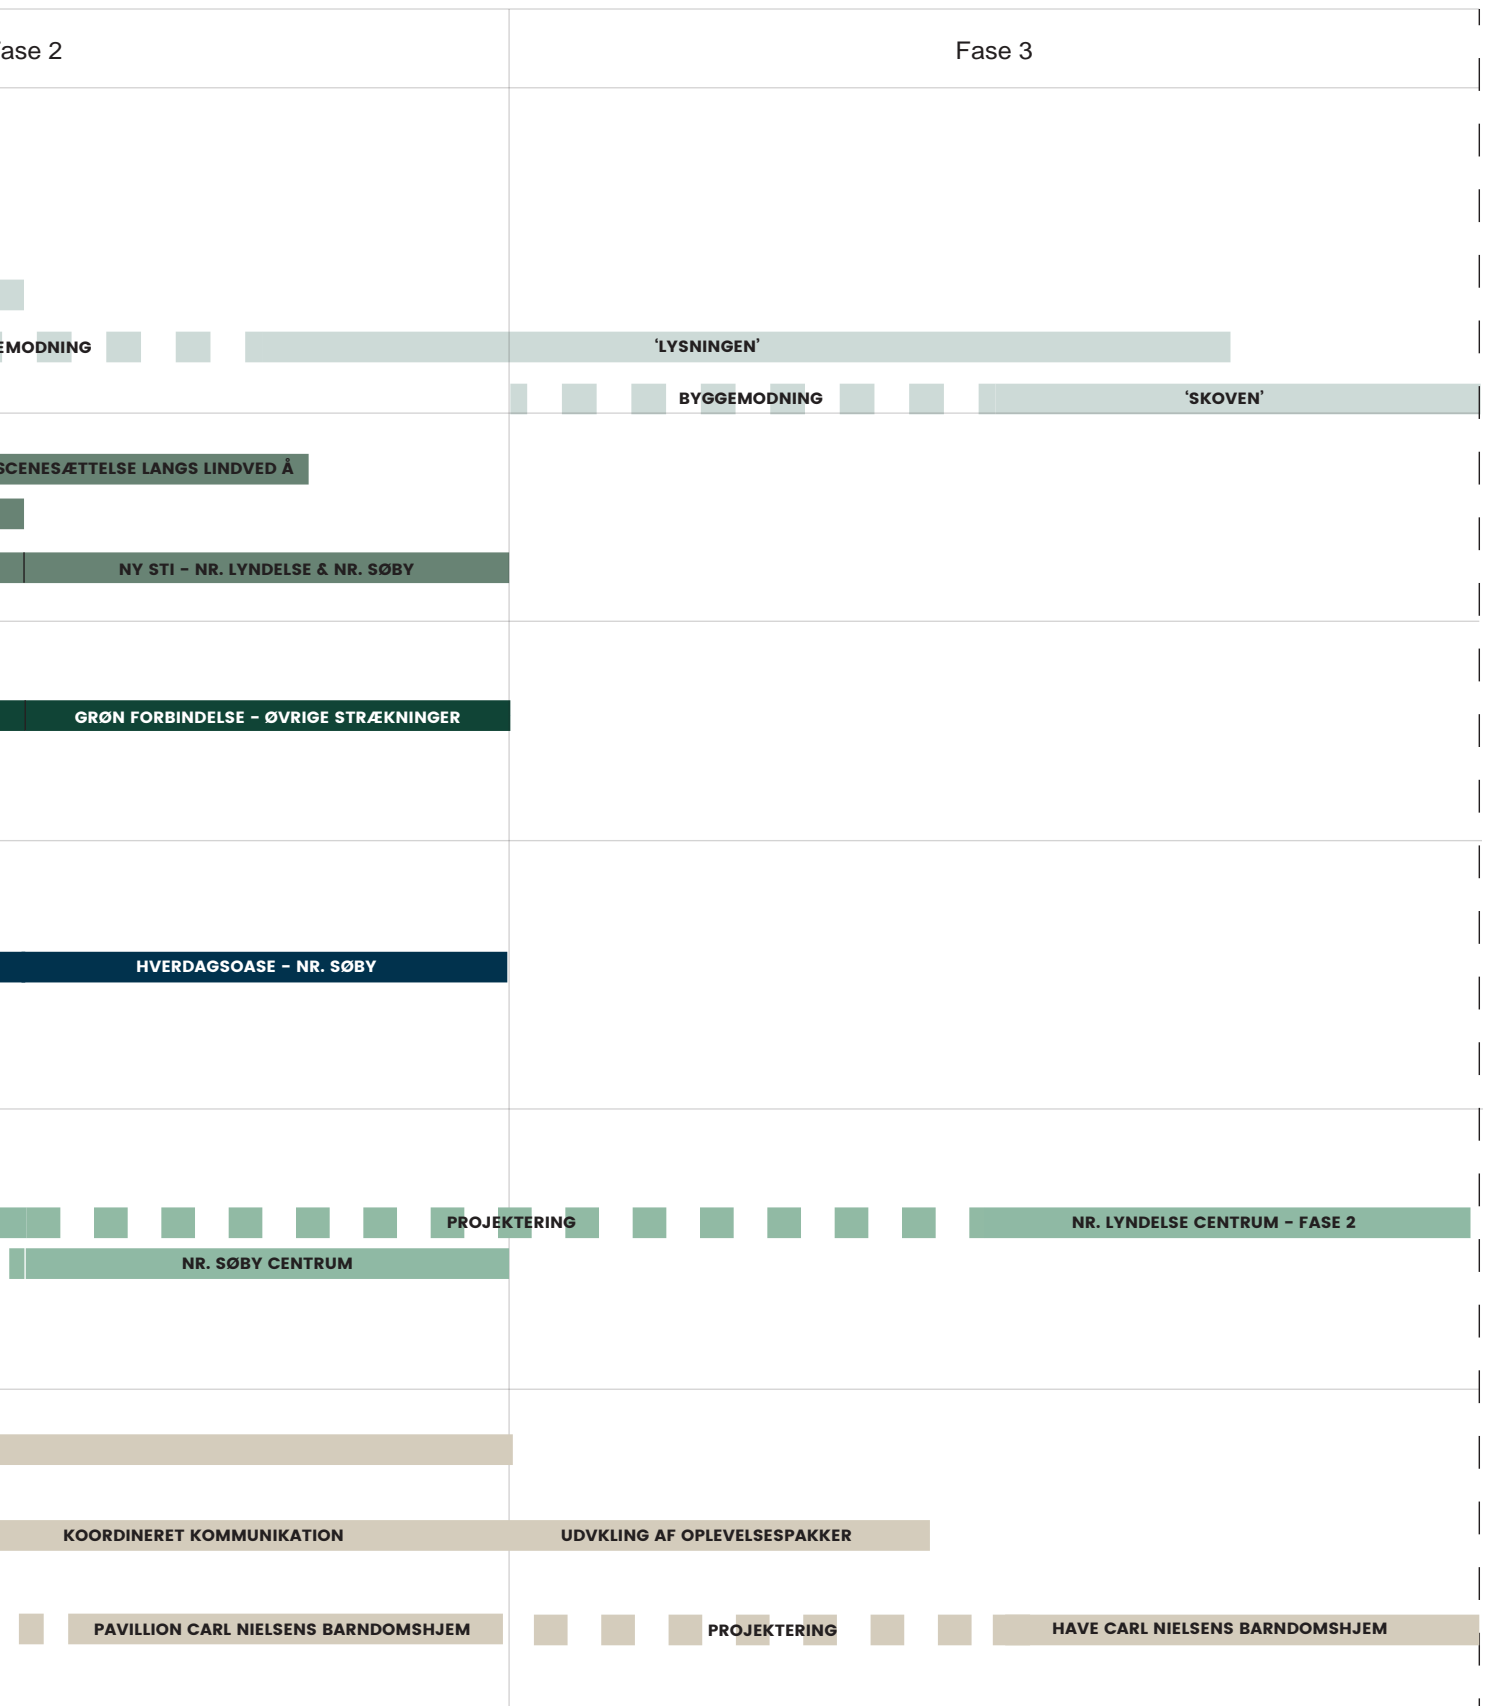 ase 2
Fase 3
EMODNING
‘LYSNINGEN’
BYGGEMODNING
‘SKOVEN’
SCENESÆTTELSE LANGS LINDVED Å
NY STI – NR. LYNDELSE & NR. SØBY
GRØN FORBINDELSE – ØVRIGE STRÆKNINGER
HVERDAGSOASE – NR. SØBY
PROJEKTERING
NR. LYNDELSE CENTRUM – FASE 2
NR. SØBY CENTRUM
KOORDINERET KOMMUNIKATION
UDVKLING AF OPLEVELSESPAKKER
PAVILLION CARL NIELSENS BARNDOMSHJEM
PROJEKTERING
HAVE CARL NIELSENS BARNDOMSHJEM